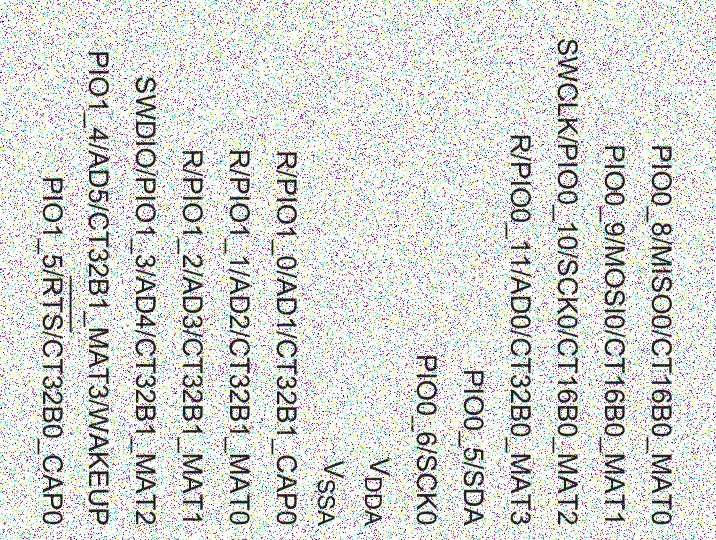 PIO0_8/MISO0/CT16B0_MAT0
PIO0_9/MOSI0/CT16B0_MAT1
SWCLK/PIO0_10/SCK0/CT16B0_MAT2
R/PIO0_11/AD0/CT32B0_MAT3
PIO0_5/SDA
PIO0_6/SCK0
VDDA
VSSA
R/PIO1_0/AD1/CT32B1_CAP0
R/PIO1_1/AD2/CT32B1_MAT0
R/PIO1_2/AD3/CT32B1_MAT1
SWDIO/PIO1_3/AD4/CT32B1_MAT2
PIO1_4/AD5/CT32B1_MAT3/WAKEUP
PIO1_5/RTS/CT32B0_CAP0